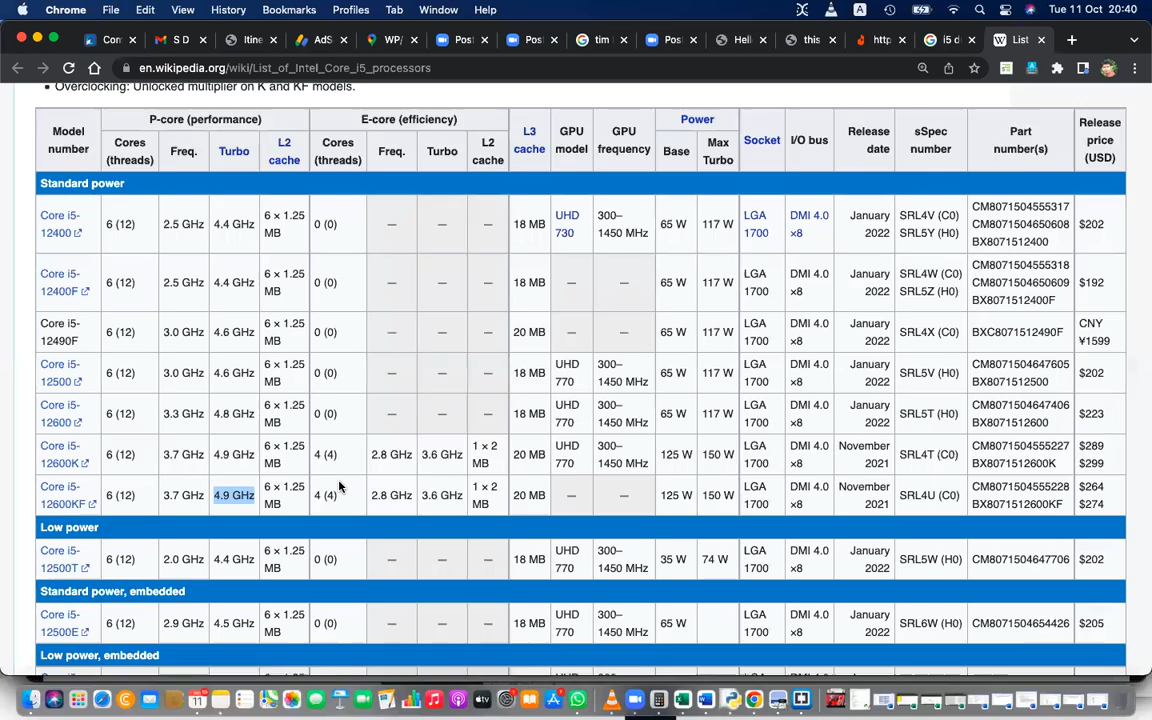 Chrome File Edit View History Bookmarks Profiles Tab Window Help A Tue 11 Oct 20:40
Con S D Itine AdS WP/ Post Post tim Post Hello this http i5 d List
en.wikipedia.org/wiki/List_of_Intel_Core_i5_processors
Overclocking: Unlocked multiplier on K and KF models.
Model number P-core (performance) E-core (efficiency) L3 cache GPU model GPU frequency Power Socket I/O bus Release date sSpec number Part number(s) Release price (USD)
Cores (threads) Freq. Turbo L2 cache Cores (threads) Freq. Turbo L2 cache Base Max Turbo
Standard power
Core i5-12400 6 (12) 2.5 GHz 4.4 GHz 6 × 1.25 MB 0 (0) — — — 18 MB UHD 730 300–1450 MHz 65 W 117 W LGA 1700 DMI 4.0 ×8 January 2022 SRL4V (C0) SRL5Y (H0) CM8071504555317 CM8071504650608 BX8071512400 $202
Core i5-12400F 6 (12) 2.5 GHz 4.4 GHz 6 × 1.25 MB 0 (0) — — — 18 MB — — 65 W 117 W LGA 1700 DMI 4.0 ×8 January 2022 SRL4W (C0) SRL5Z (H0) CM8071504555318 CM8071504650609 BX8071512400F $192
Core i5-12490F 6 (12) 3.0 GHz 4.6 GHz 6 × 1.25 MB 0 (0) — — — 20 MB — — 65 W 117 W LGA 1700 DMI 4.0 ×8 January 2022 SRL4X (C0) BXC8071512490F CNY ¥1599
Core i5-12500 6 (12) 3.0 GHz 4.6 GHz 6 × 1.25 MB 0 (0) — — — 18 MB UHD 770 300–1450 MHz 65 W 117 W LGA 1700 DMI 4.0 ×8 January 2022 SRL5V (H0) CM8071504647605 BX8071512500 $202
Core i5-12600 6 (12) 3.3 GHz 4.8 GHz 6 × 1.25 MB 0 (0) — — — 18 MB UHD 770 300–1450 MHz 65 W 117 W LGA 1700 DMI 4.0 ×8 January 2022 SRL5T (H0) CM8071504647406 BX8071512600 $223
Core i5-12600K 6 (12) 3.7 GHz 4.9 GHz 6 × 1.25 MB 4 (4) 2.8 GHz 3.6 GHz 1 × 2 MB 20 MB UHD 770 300–1450 MHz 125 W 150 W LGA 1700 DMI 4.0 ×8 November 2021 SRL4T (C0) CM8071504555227 BX8071512600K $289 $299
Core i5-12600KF 6 (12) 3.7 GHz 4.9 GHz 6 × 1.25 MB 4 (4) 2.8 GHz 3.6 GHz 1 × 2 MB 20 MB — — 125 W 150 W LGA 1700 DMI 4.0 ×8 November 2021 SRL4U (C0) CM8071504555228 BX8071512600KF $264 $274
Low power
Core i5-12500T 6 (12) 2.0 GHz 4.4 GHz 6 × 1.25 MB 0 (0) — — — 18 MB UHD 770 300–1450 MHz 35 W 74 W LGA 1700 DMI 4.0 ×8 January 2022 SRL5W (H0) CM8071504647706 $202
Standard power, embedded
Core i5-12500E 6 (12) 2.9 GHz 4.5 GHz 6 × 1.25 MB 0 (0) — — — 18 MB UHD 770 300–1450 MHz 65 W LGA 1700 DMI 4.0 ×8 January 2022 SRL6W (H0) CM8071504654426 $205
Low power, embedded